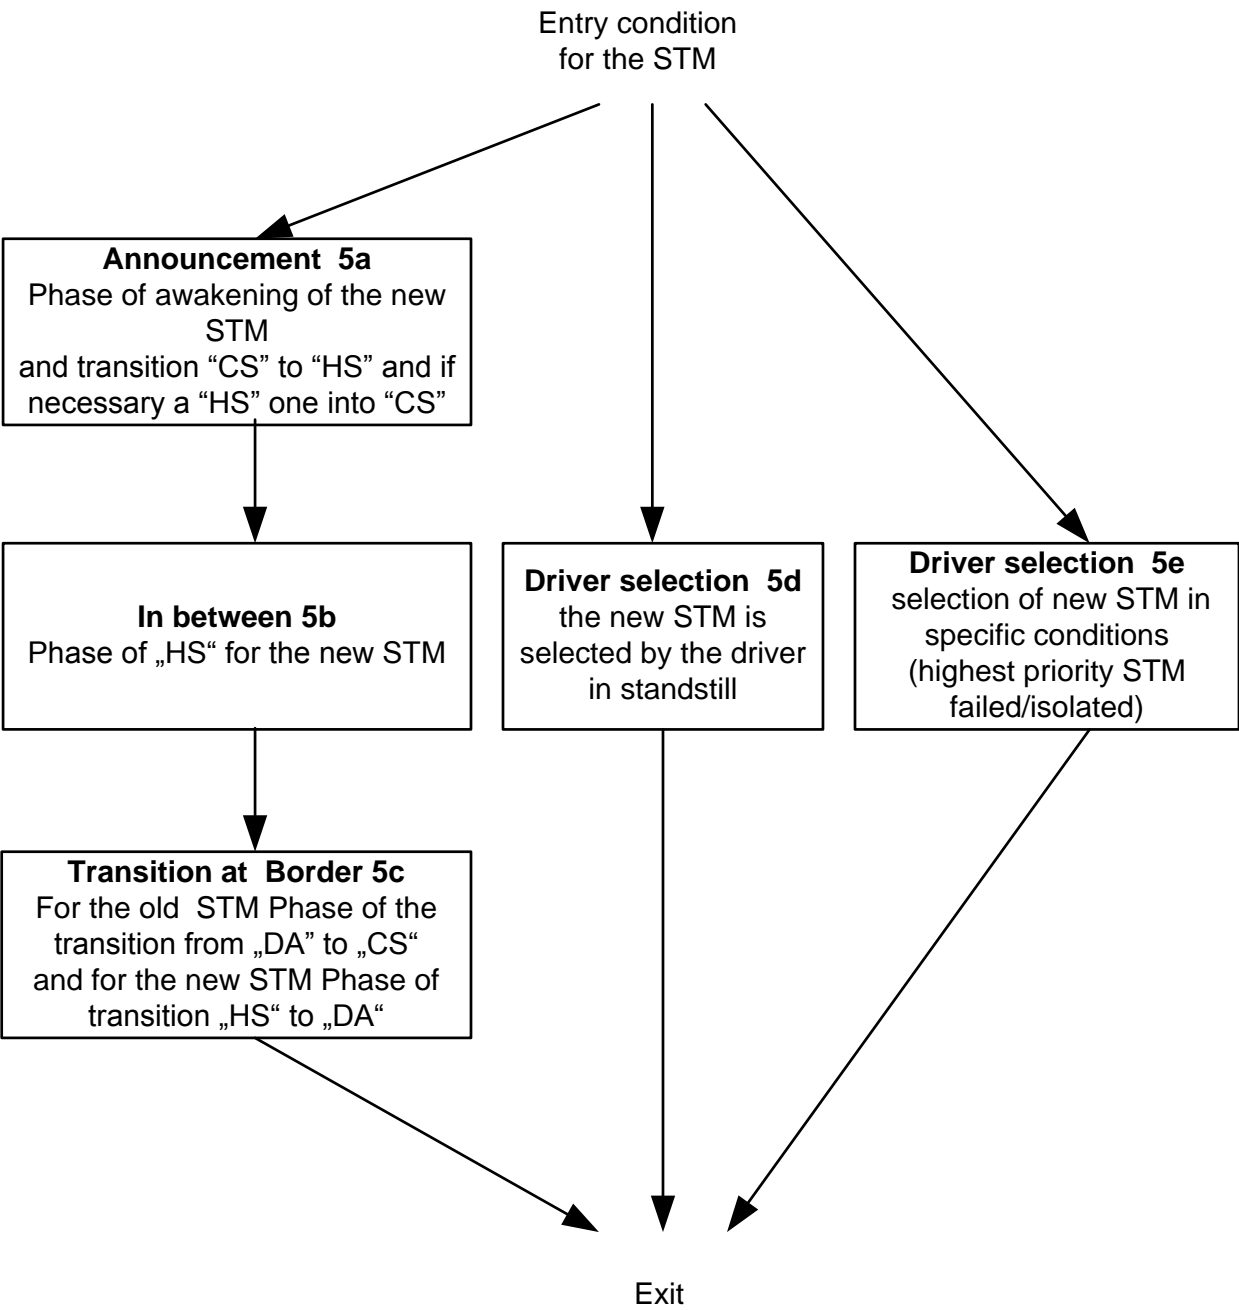 Entry condition
for the STM
Announcement  5a
Phase of awakening of the new
STM
and transition “CS” to “HS” and if
necessary a “HS” one into “CS”
In between 5b
Phase of „HS“ for the new STM
Driver selection  5d
the new STM is
selected by the driver
in standstill
Driver selection  5e
selection of new STM in
specific conditions
(highest priority STM
failed/isolated)
Transition at  Border 5c
For the old  STM Phase of the
transition from „DA” to „CS“
and for the new STM Phase of
transition „HS“ to „DA“
Exit